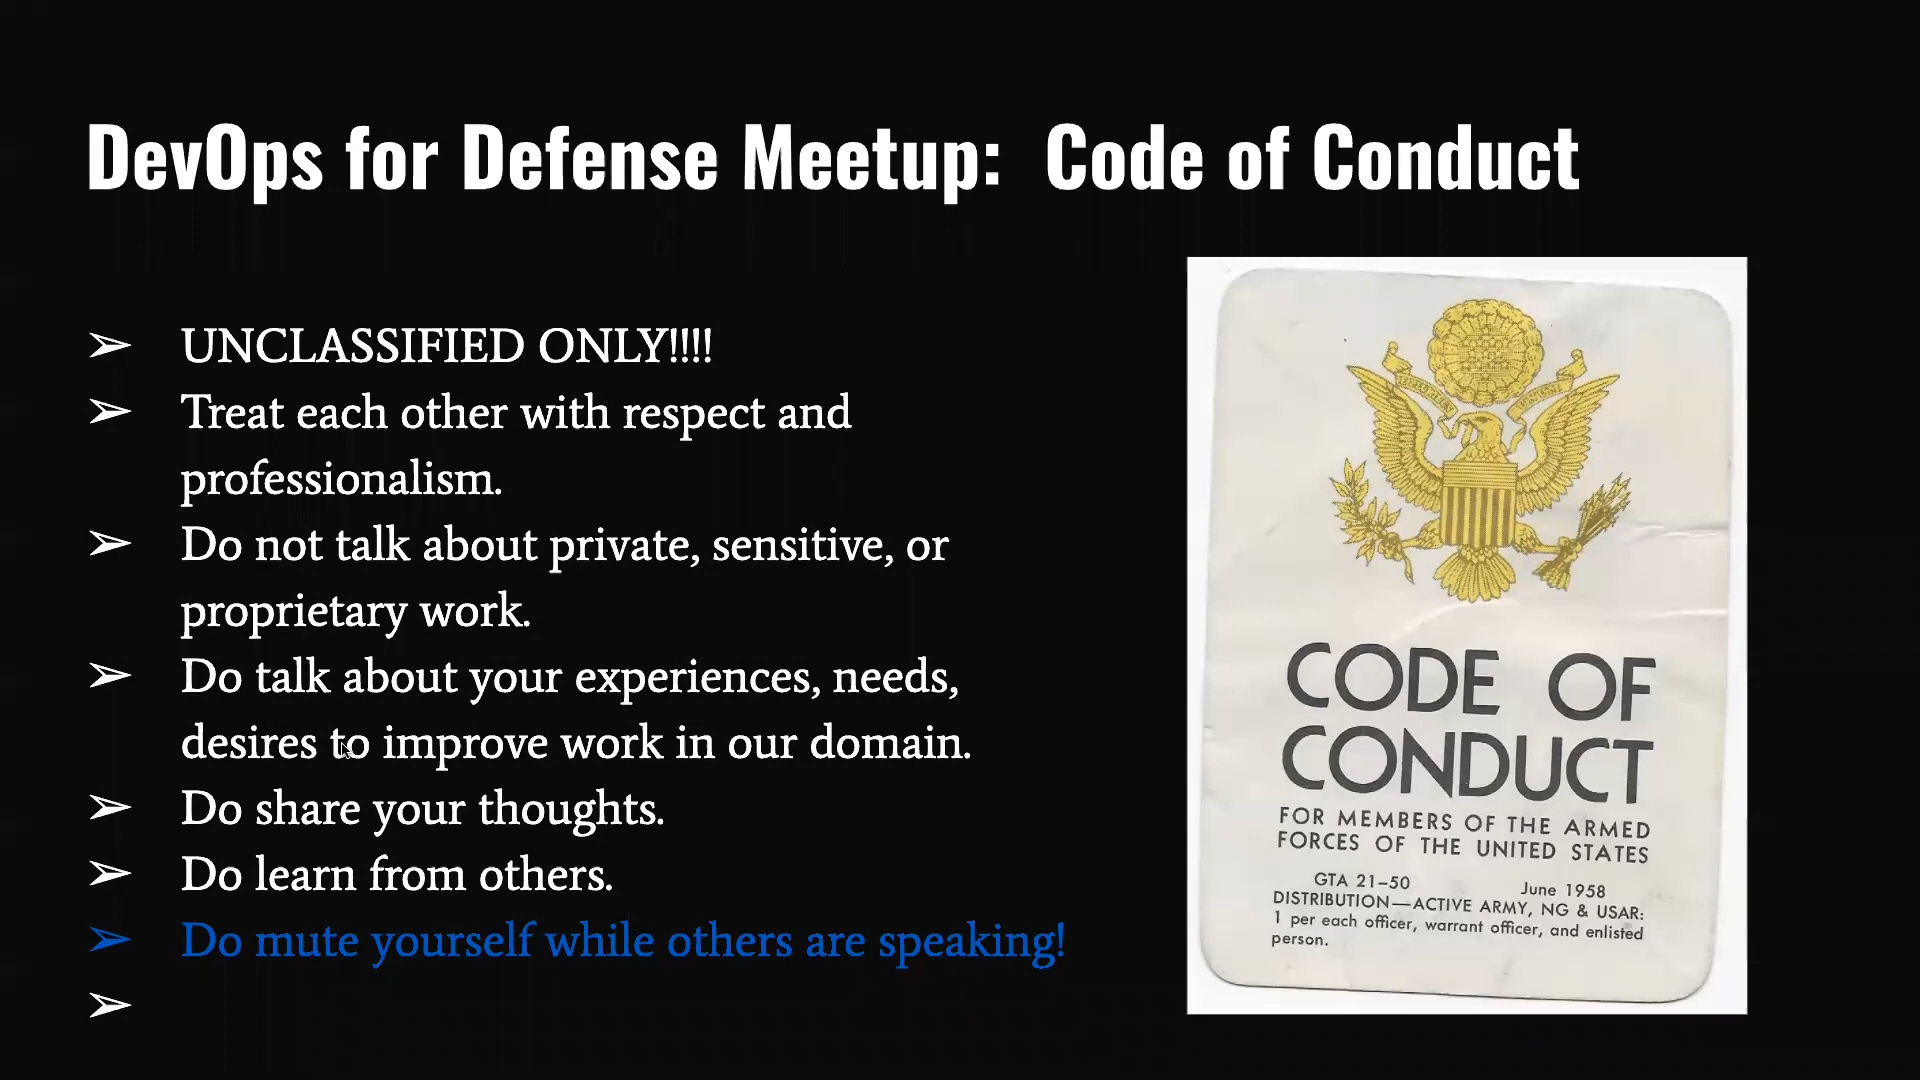 DevOps for Defense Meetup:  Code of Conduct
➢ UNCLASSIFIED ONLY!!!!
➢ Treat each other with respect and
professionalism.
➢ Do not talk about private, sensitive, or
proprietary work.
➢ Do talk about your experiences, needs,
desires to improve work in our domain.
➢ Do share your thoughts.
➢ Do learn from others.
➢ Do mute yourself while others are speaking!
➢
CODE OF
CONDUCT
FOR MEMBERS OF THE ARMED
FORCES OF THE UNITED STATES
GTA 21-50 June 1958
DISTRIBUTION—ACTIVE ARMY, NG & USAR:
1 per each officer, warrant officer, and enlisted
person.